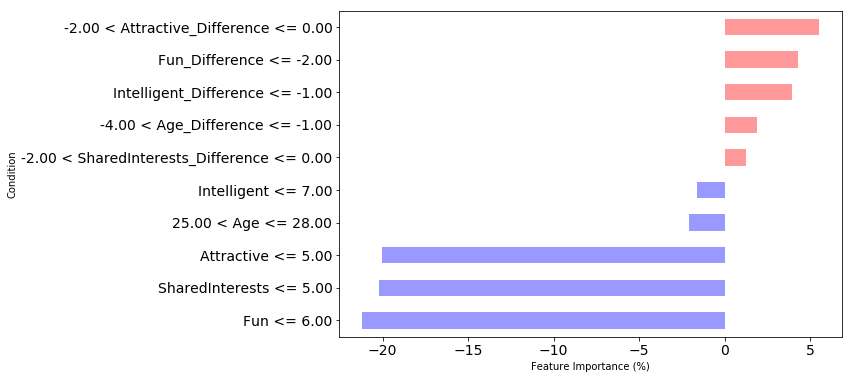 -2.00 < Attractive_Difference <= 0.00
Fun_Difference <= -2.00
Intelligent_Difference <= -1.00
-4.00 < Age_Difference <= -1.00
-2.00 < SharedInterests_Difference <= 0.00
Intelligent <= 7.00
25.00 < Age <= 28.00
Attractive <= 5.00
SharedInterests <= 5.00
Fun <= 6.00
Condition
−20 −15 −10 −5 0 5
Feature Importance (%)